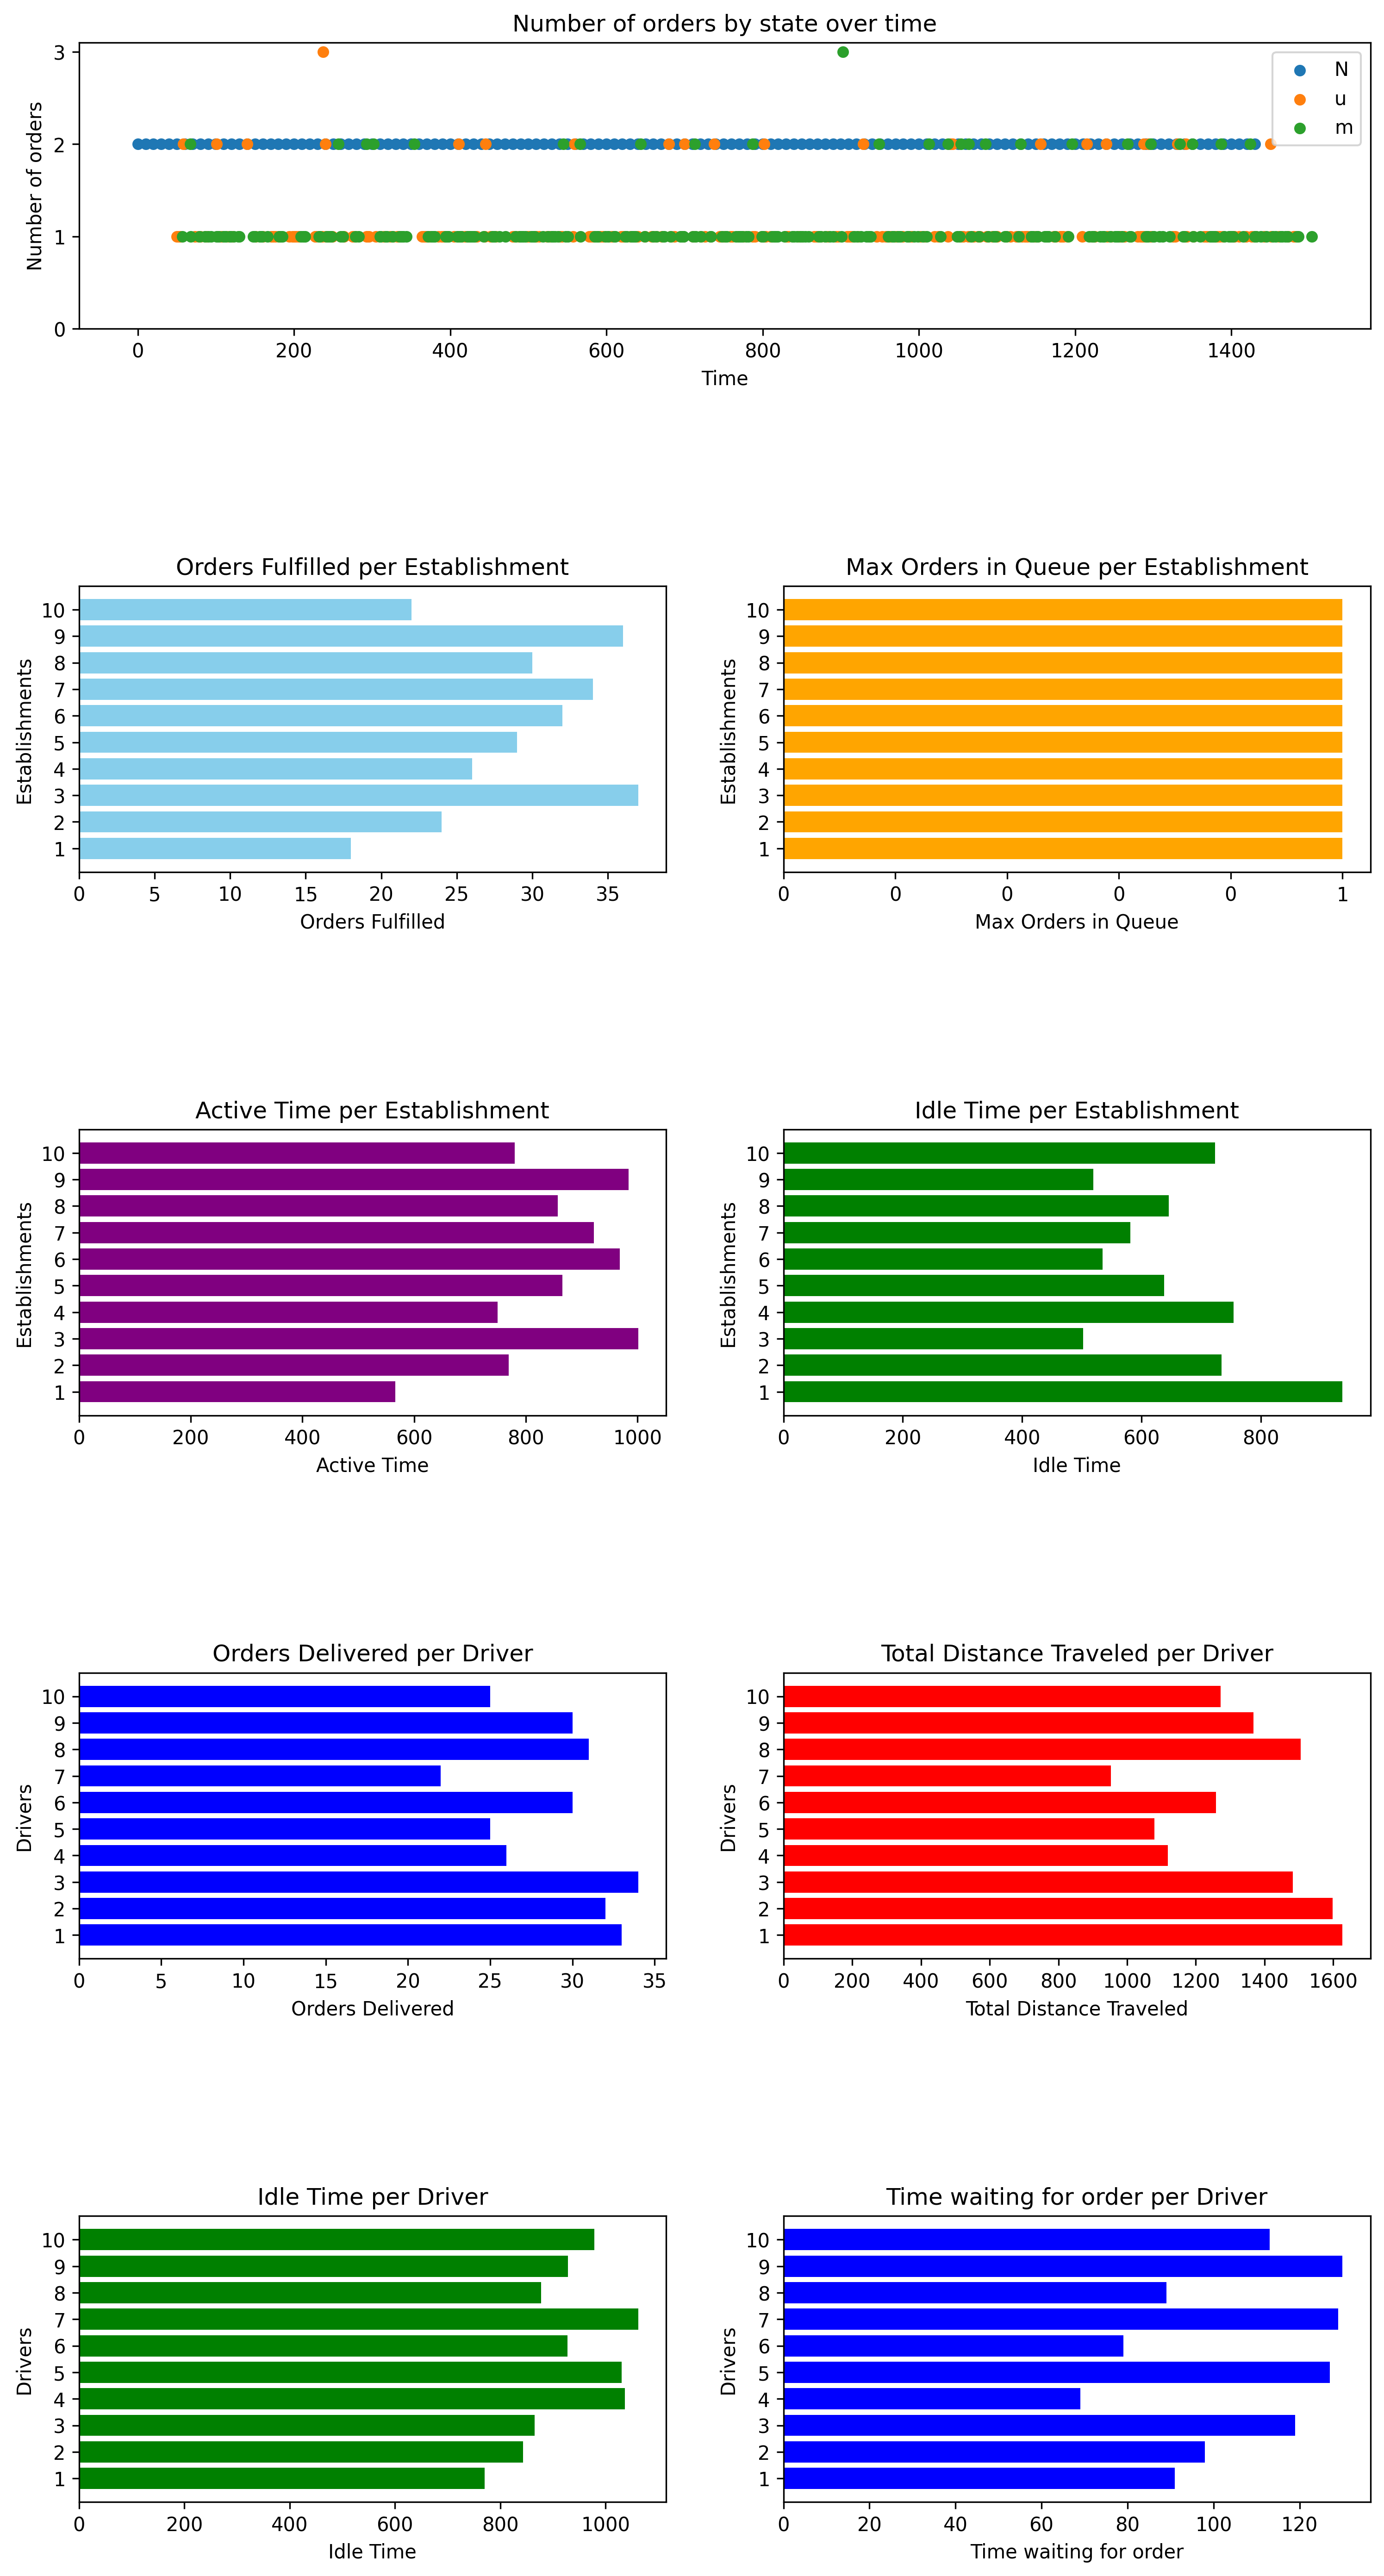 Number of orders by state over time
Number of orders
3
2
1
0
N
u
m
0 200 400 600 800 1000 1200 1400
Time
Orders Fulfilled per Establishment
Establishments
10
9
8
7
6
5
4
3
2
1
0 5 10 15 20 25 30 35
Orders Fulfilled
Max Orders in Queue per Establishment
Establishments
10
9
8
7
6
5
4
3
2
1
0 0 0 0 0 1
Max Orders in Queue
Active Time per Establishment
Establishments
10
9
8
7
6
5
4
3
2
1
0 200 400 600 800 1000
Active Time
Idle Time per Establishment
Establishments
10
9
8
7
6
5
4
3
2
1
0 200 400 600 800
Idle Time
Orders Delivered per Driver
Drivers
10
9
8
7
6
5
4
3
2
1
0 5 10 15 20 25 30 35
Orders Delivered
Total Distance Traveled per Driver
Drivers
10
9
8
7
6
5
4
3
2
1
0 200 400 600 800 1000 1200 1400 1600
Total Distance Traveled
Idle Time per Driver
Drivers
10
9
8
7
6
5
4
3
2
1
0 200 400 600 800 1000
Idle Time
Time waiting for order per Driver
Drivers
10
9
8
7
6
5
4
3
2
1
0 20 40 60 80 100 120
Time waiting for order